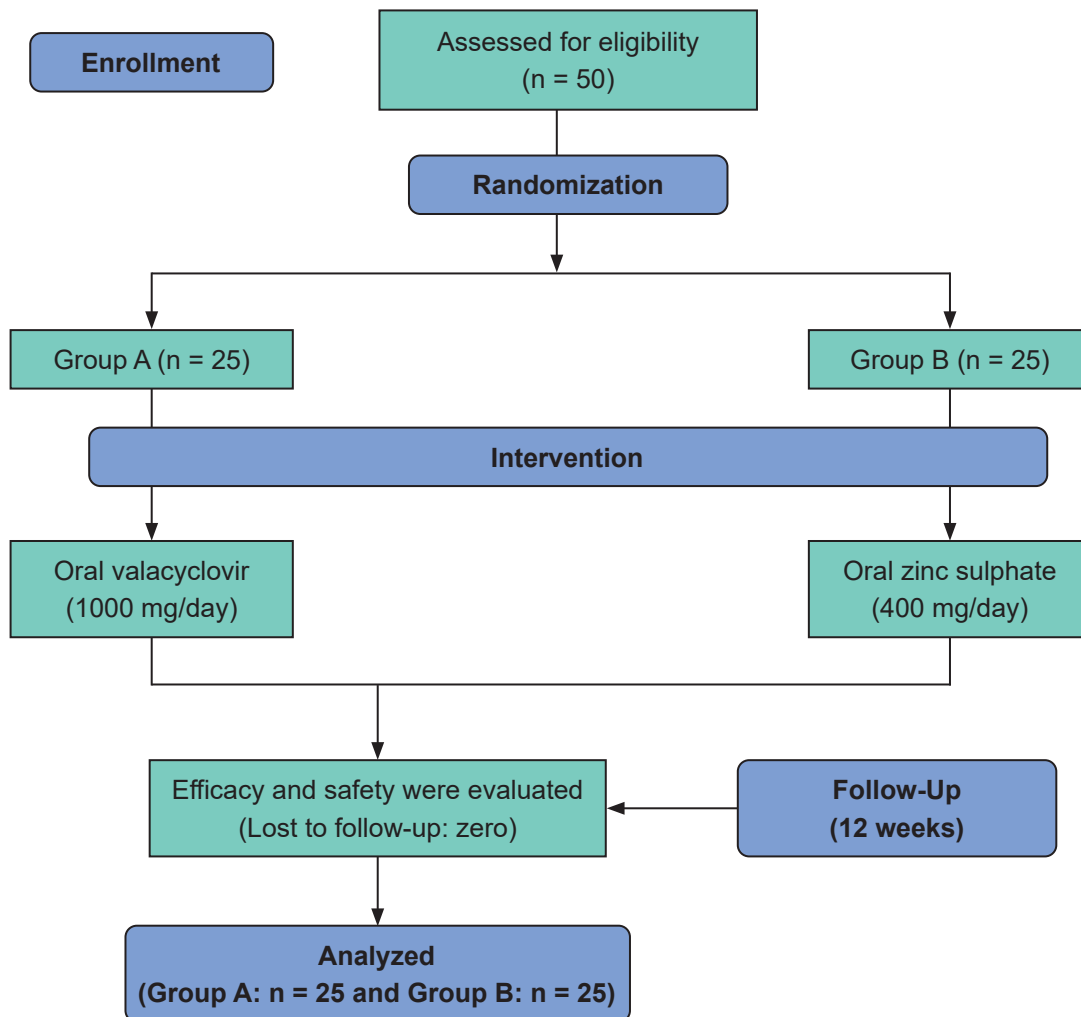 Enrollment
Assessed for eligibility
(n = 50)
Randomization
Group A (n = 25)
Group B (n = 25)
Intervention
Oral valacyclovir
(1000 mg/day)
Oral zinc sulphate
(400 mg/day)
Efficacy and safety were evaluated
(Lost to follow-up: zero)
Follow-Up
(12 weeks)
Analyzed
(Group A: n = 25 and Group B: n = 25)